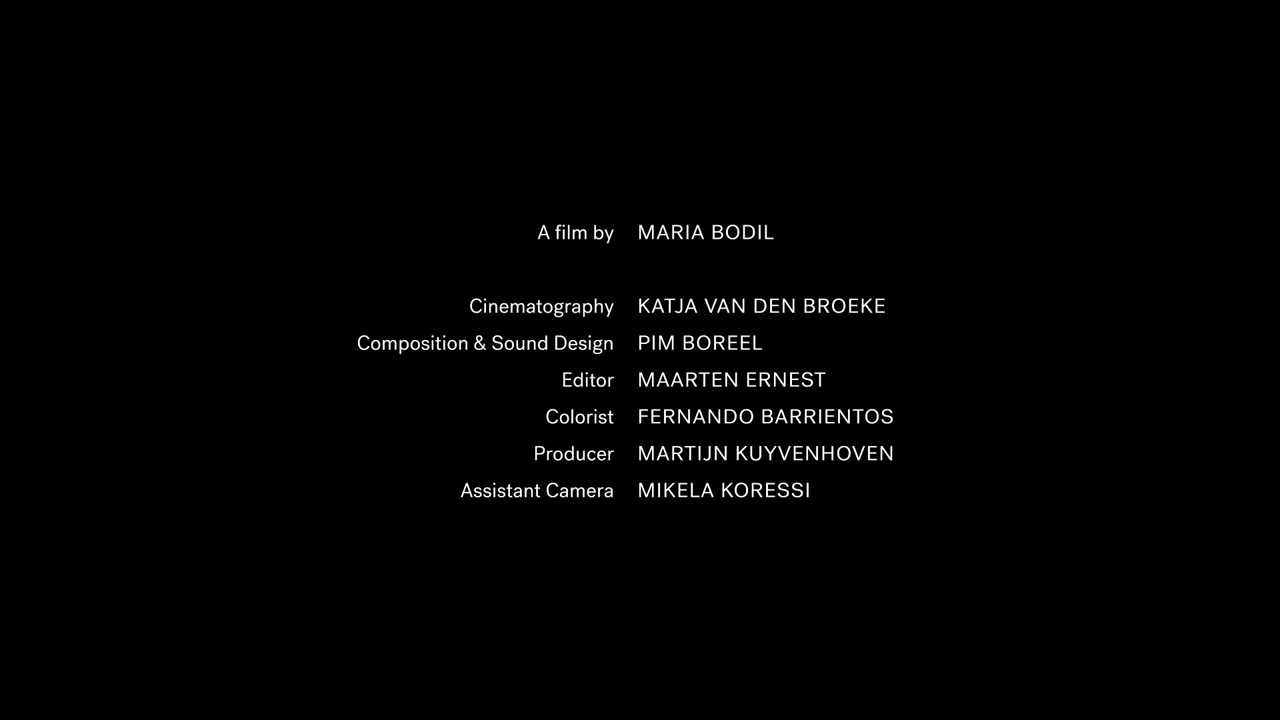 A film by MARIA BODIL
Cinematography KATJA VAN DEN BROEKE
Composition & Sound Design PIM BOREEL
Editor MAARTEN ERNEST
Colorist FERNANDO BARRIENTOS
Producer MARTIJN KUYVENHOVEN
Assistant Camera MIKELA KORESSI